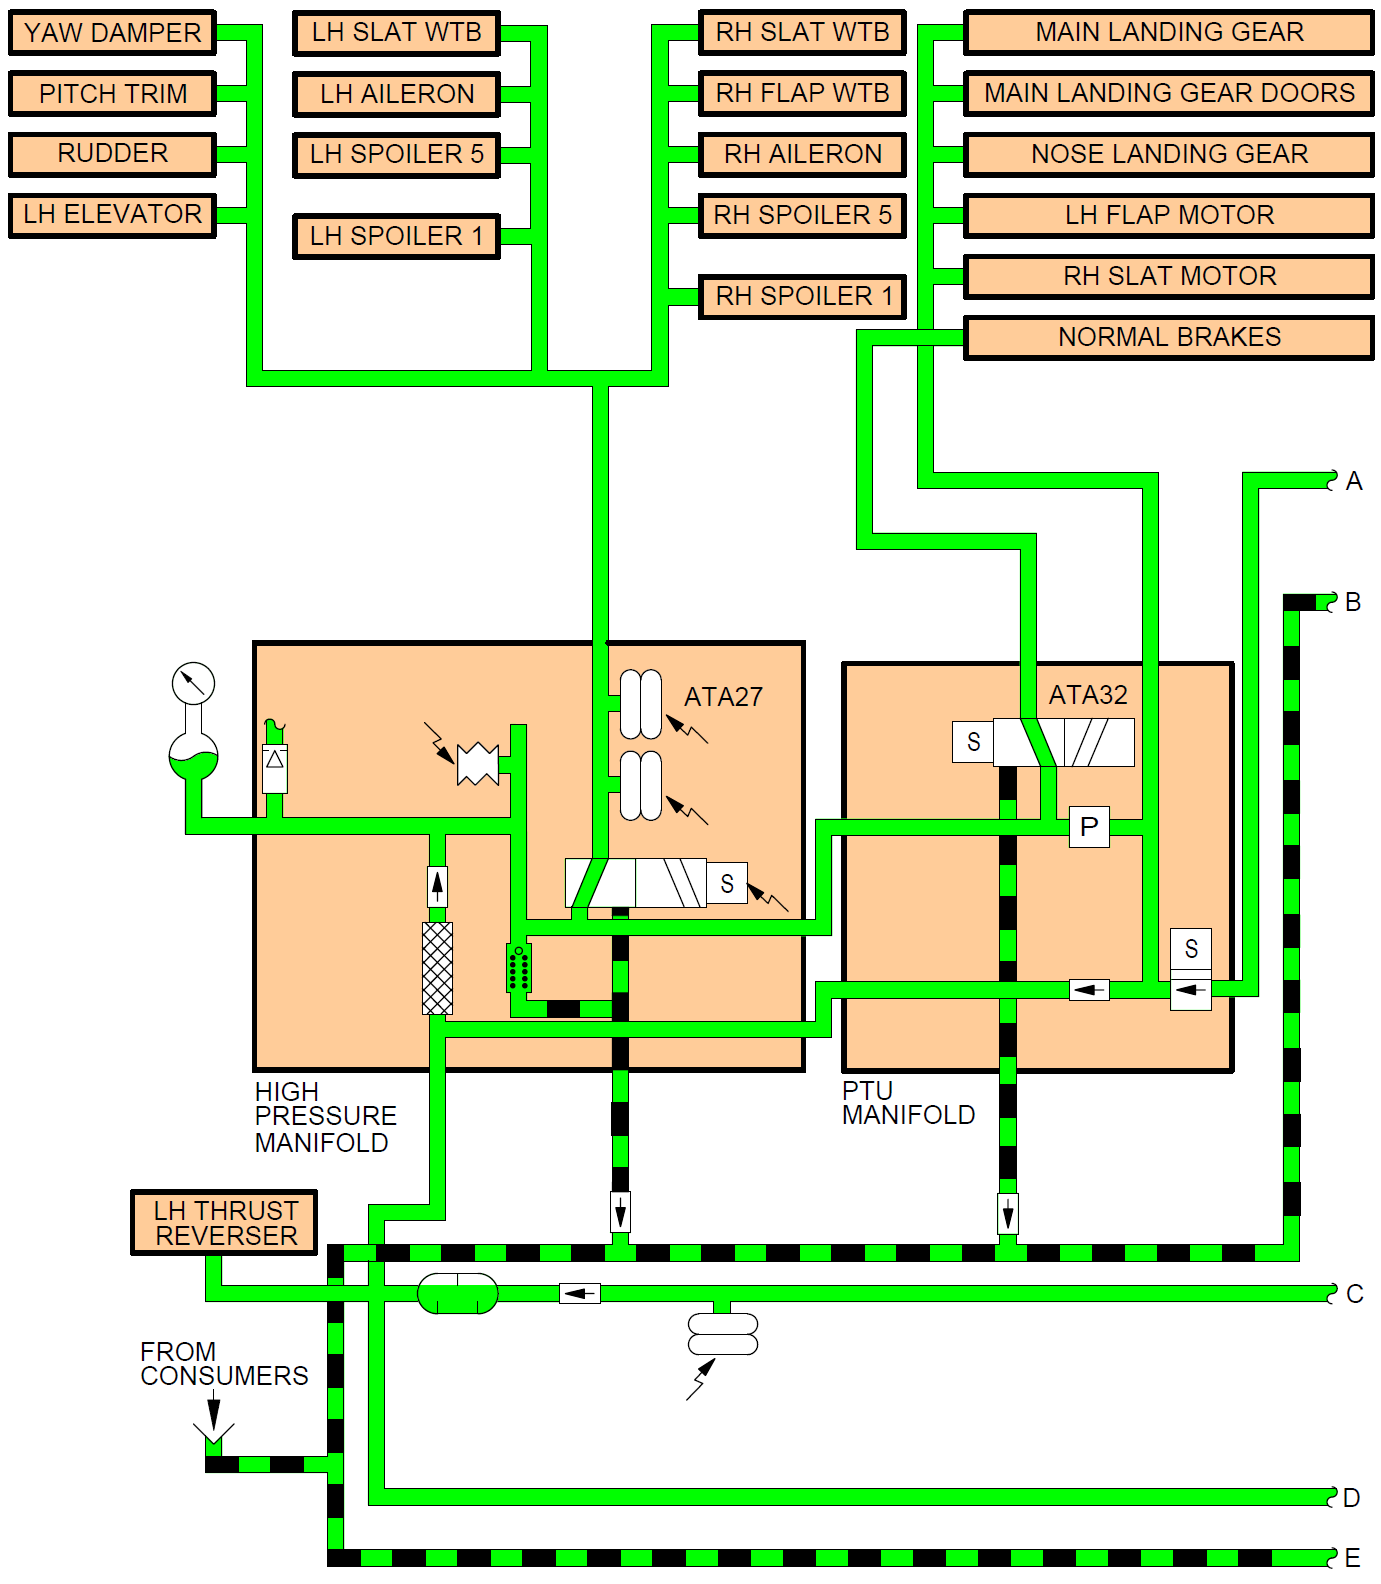 YAW DAMPER
PITCH TRIM
RUDDER
LH ELEVATOR
LH SLAT WTB
LH AILERON
LH SPOILER 5
LH SPOILER 1
RH SLAT WTB
RH FLAP WTB
RH AILERON
RH SPOILER 5
RH SPOILER 1
MAIN LANDING GEAR
MAIN LANDING GEAR DOORS
NOSE LANDING GEAR
LH FLAP MOTOR
RH SLAT MOTOR
NORMAL BRAKES
A
B
ATA27
S
HIGH
PRESSURE
MANIFOLD
ATA32
S
P
S
PTU
MANIFOLD
LH THRUST
REVERSER
C
FROM
CONSUMERS
D
E